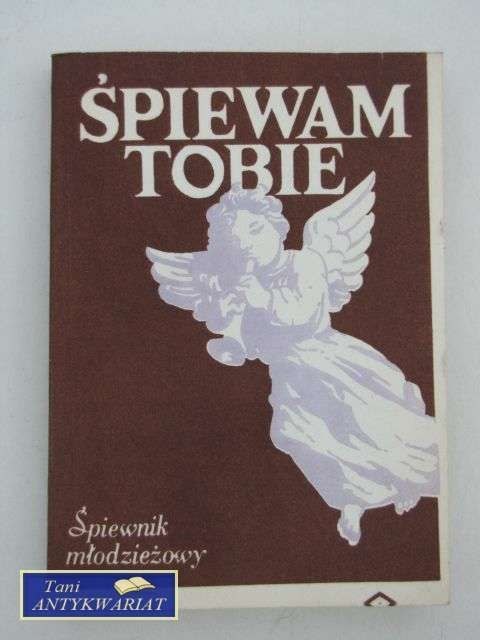 ŚPIEWAM
TOBIE
Śpiewnik
młodzieżowy
Tani
ANTYKWARIAT